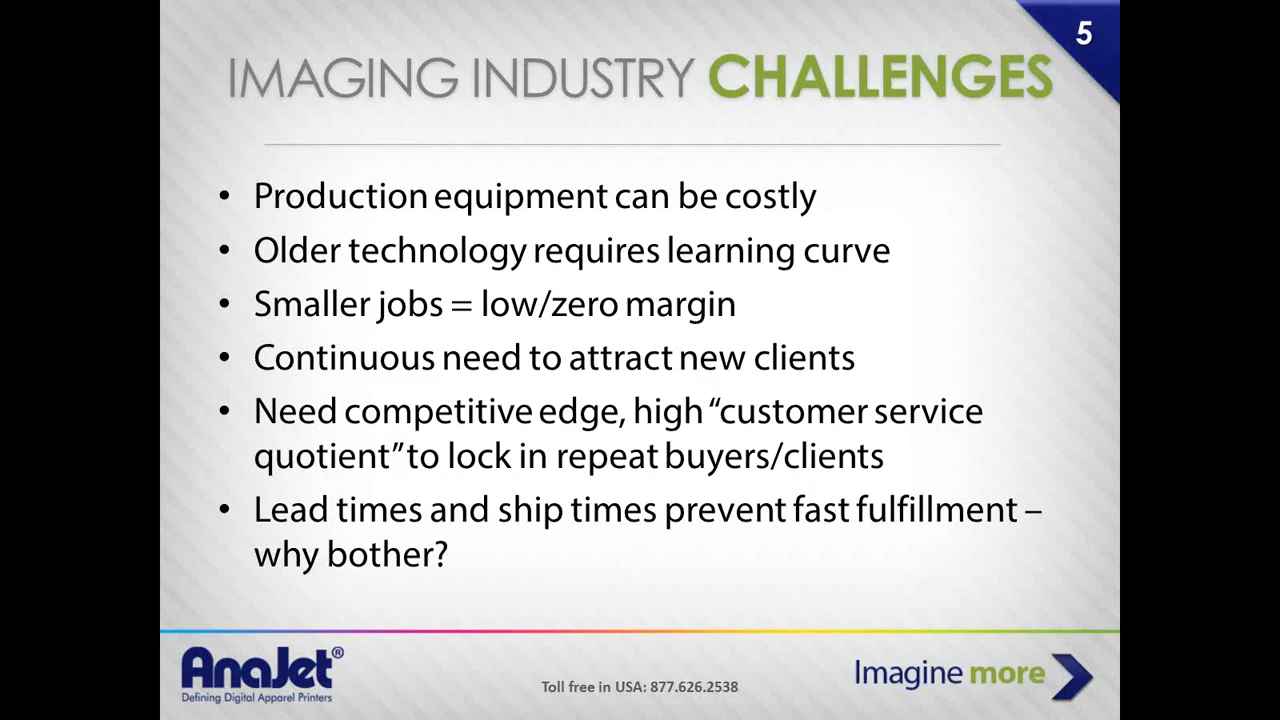 5
IMAGING INDUSTRY CHALLENGES
• Production equipment can be costly
• Older technology requires learning curve
• Smaller jobs = low/zero margin
• Continuous need to attract new clients
• Need competitive edge, high “customer service
quotient” to lock in repeat buyers/clients
• Lead times and ship times prevent fast fulfillment –
why bother?
AnaJet®
Defining Digital Apparel Printers
Toll free in USA: 877.626.2538
Imagine more